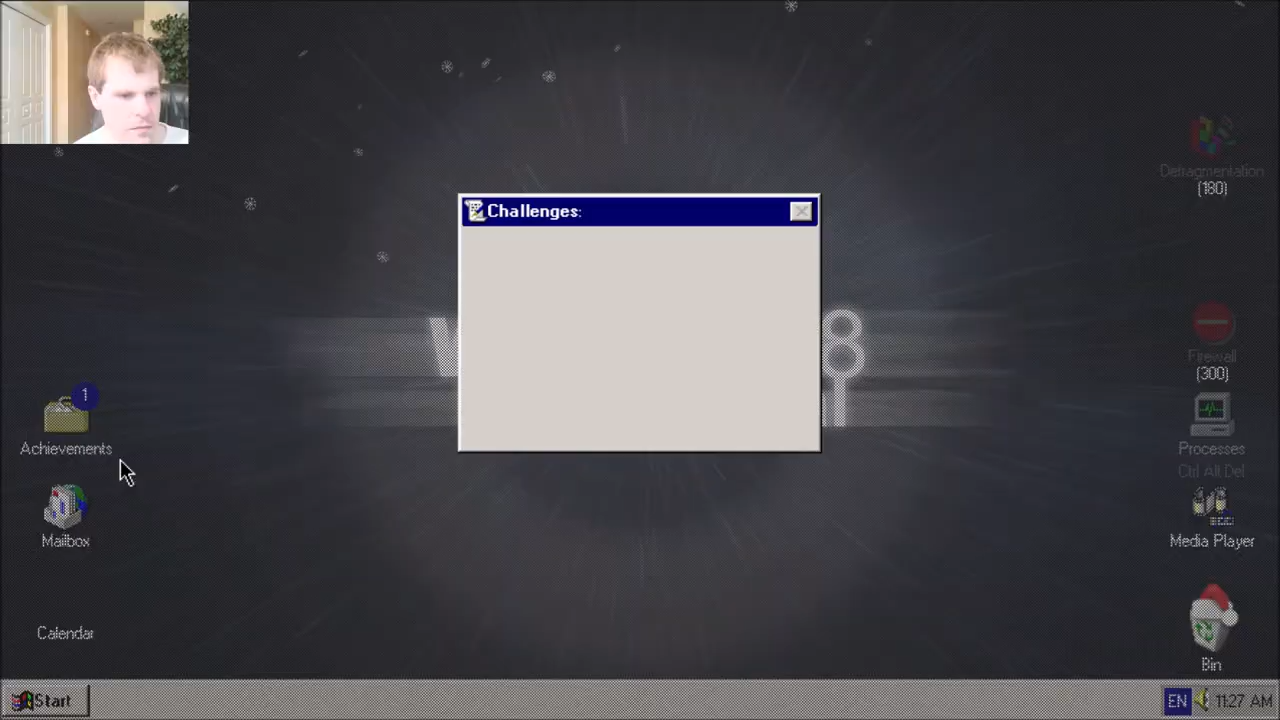 Defragmentation
(180)
Challenges:
8
Firewall
(300)
1
Achievements
Processes
Ctrl Alt Del
Mailbox
Media Player
Calendar
Bin
Start
EN
11:27 AM